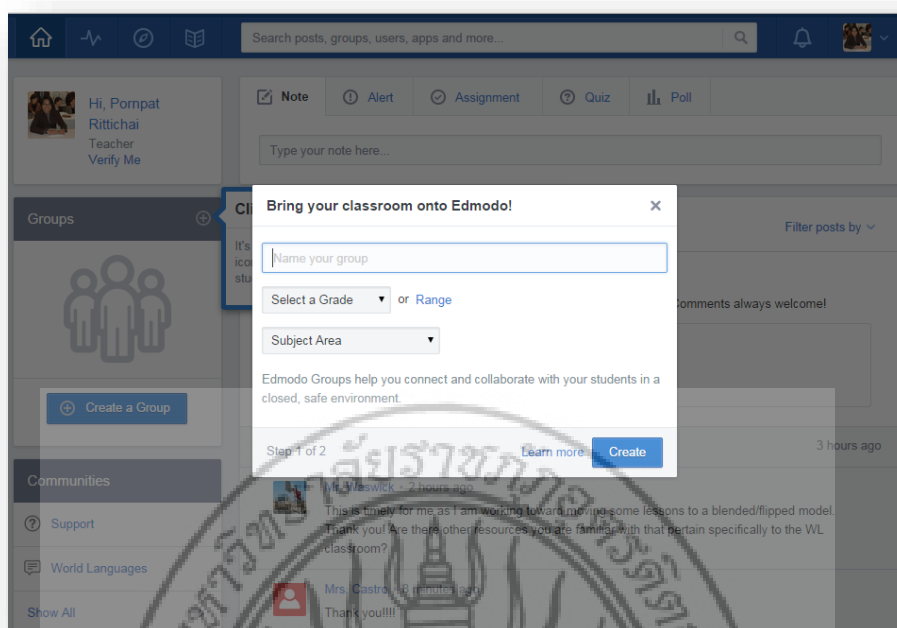 Search posts, groups, users, apps and more...
Hi, Pornpat
Rittichai
Teacher
Verify Me
Note
Alert
Assignment
Quiz
Poll
Type your note here...
Groups
Cli
It's
ico
stu
Filter posts by
Bring your classroom onto Edmodo!
×
Name your group
Select a Grade
or Range
Subject Area
Edmodo Groups help you connect and collaborate with your students in a
closed, safe environment.
Step 1 of 2
Learn more
Create
Comments always welcome!
Create a Group
3 hours ago
Communities
Support
World Languages
Show All
Mr. Waswick • 2 hours ago
This is timely for me as I am working toward moving some lessons to a blended/flipped model.
Thank you! Are there other resources you are familiar with that pertain specifically to the WL
classroom?
Mrs. Castro • 8 minutes ago
Thank you!!!!